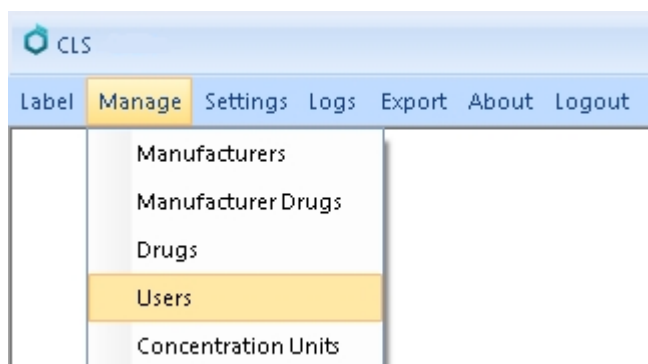 CLS
Label Manage Settings Logs Export About Logout
Manufacturers
Manufacturer Drugs
Drugs
Users
Concentration Units